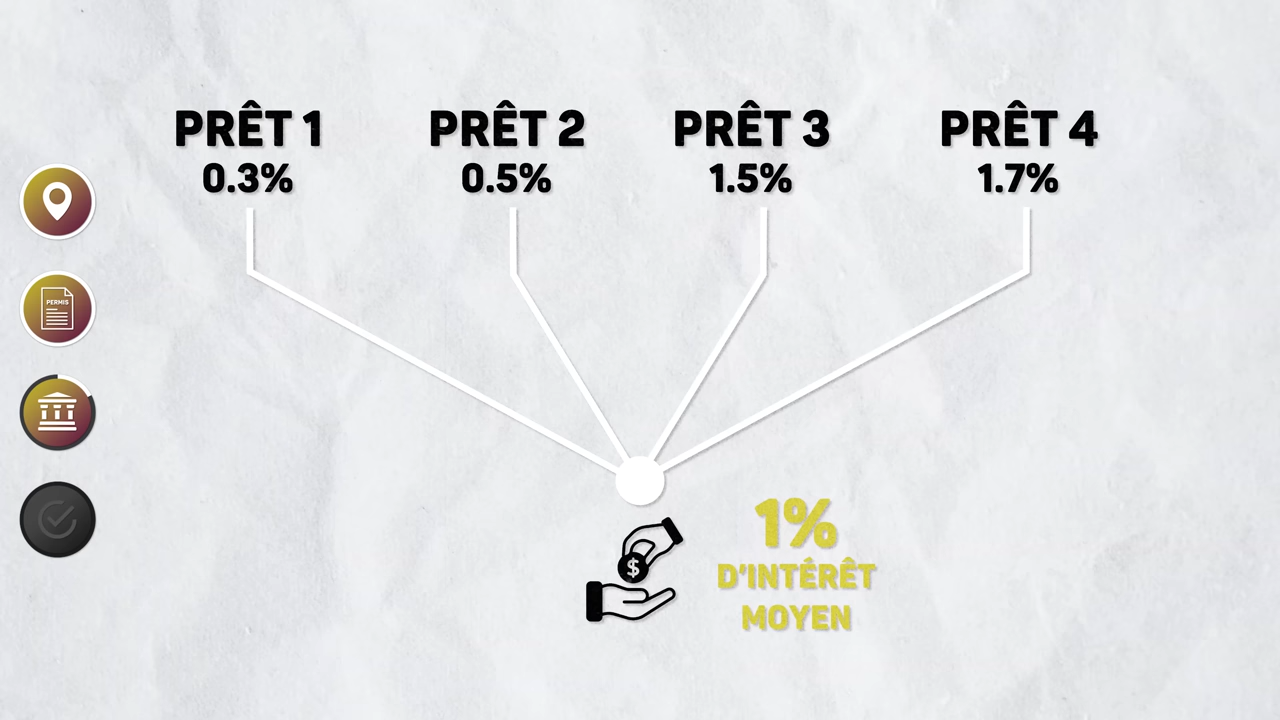 PRÊT 1
0.3%
PRÊT 2
0.5%
PRÊT 3
1.5%
PRÊT 4
1.7%
PERMIS
$
1%
D'INTÉRÊT
MOYEN